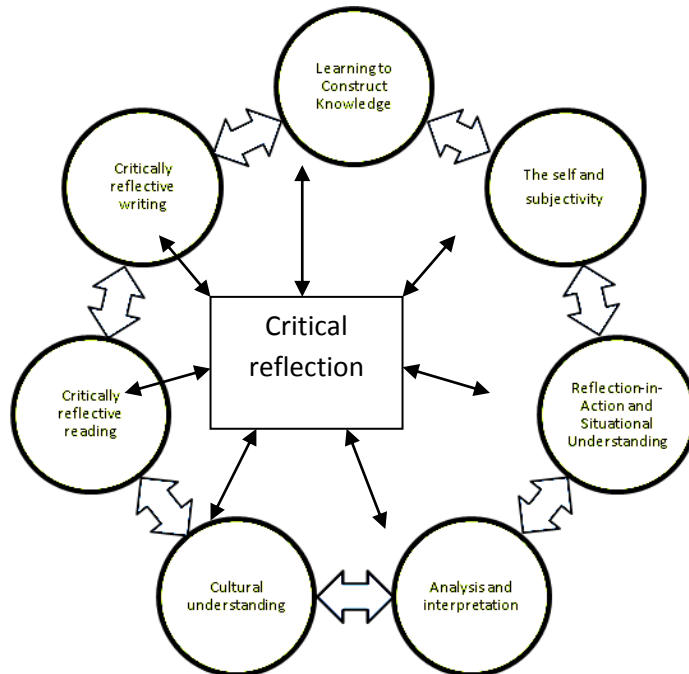 Learning to
Construct
Knowledge
The self and
subjectivity
Reflection-in-
Action and
Situational
Understanding
Analysis and
interpretation
Cultural
understanding
Critically
reflective
reading
Critically
reflective
writing
Critical
reflection